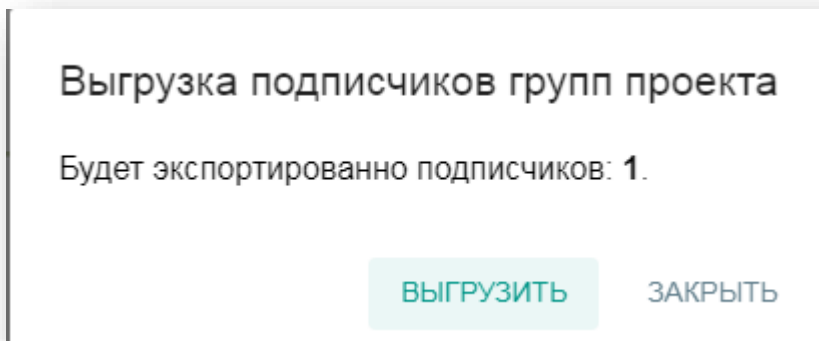 Выгрузка подписчиков групп проекта
Будет экспортированно подписчиков: 1.
ВЫГРУЗИТЬ ЗАКРЫТЬ